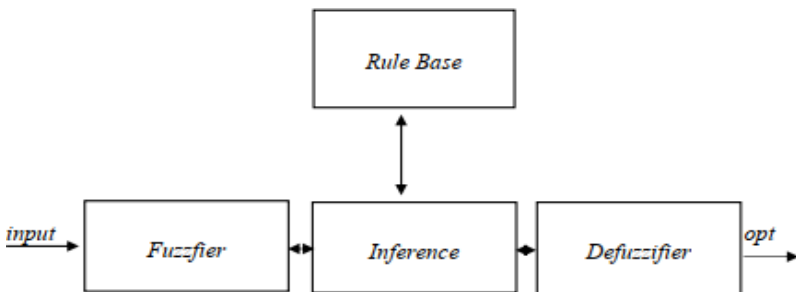 Rule Base
input
Fuzzfier
Inference
Defuzzifier
opt